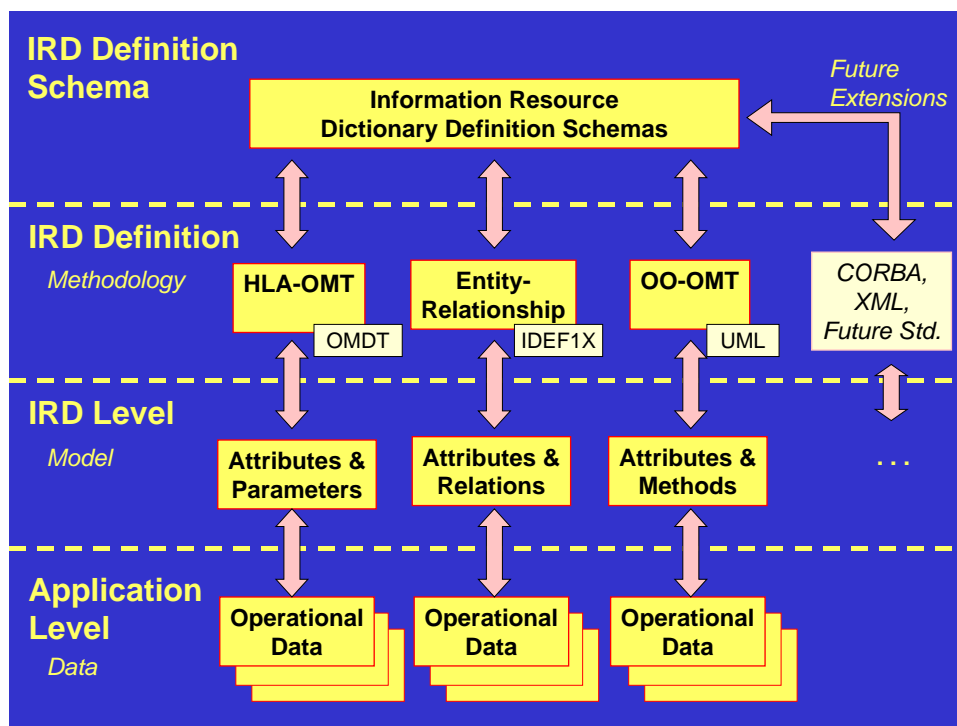 IRD Definition
Schema
Information Resource
Dictionary Definition Schemas
Future
Extensions
IRD Definition
Methodology
HLA-OMT
OMDT
Entity-
Relationship
IDEF1X
OO-OMT
UML
CORBA,
XML,
Future Std.
IRD Level
Model
Attributes &
Parameters
Attributes &
Relations
Attributes &
Methods
. . .
Application
Level
Data
Operational
Data
Operational
Data
Operational
Data